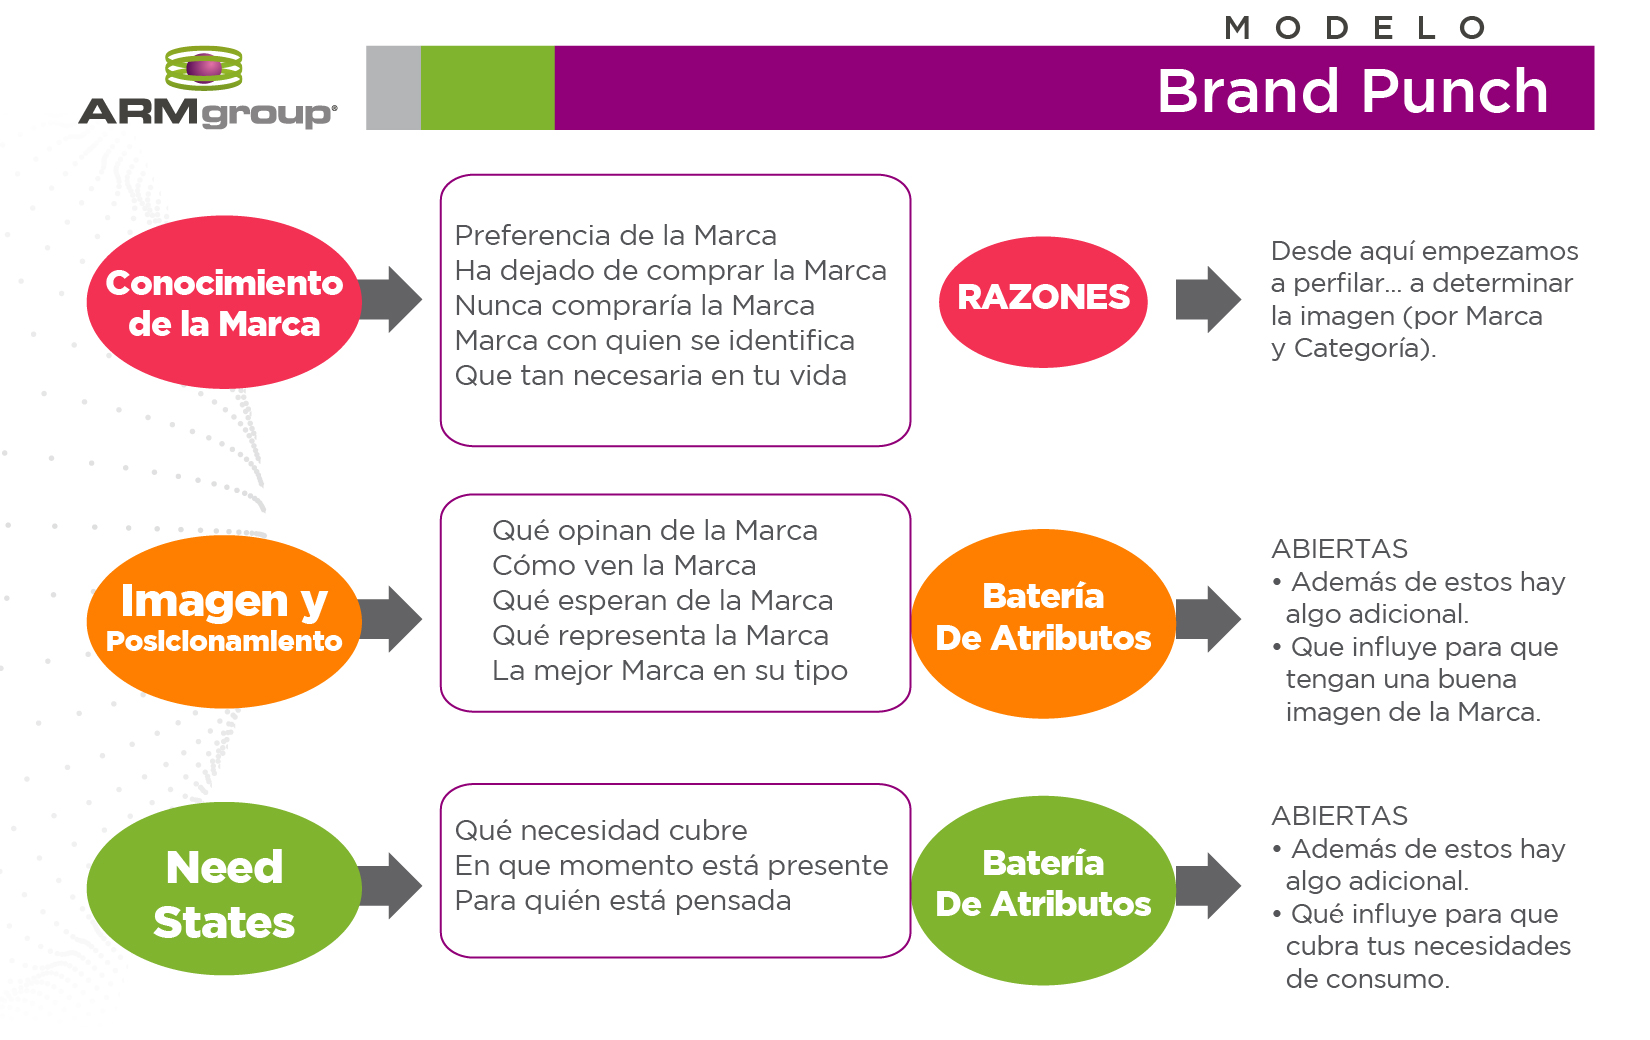 MODELO
ARMgroup®
Brand Punch
Conocimiento
de la Marca
Preferencia de la Marca
Ha dejado de comprar la Marca
Nunca compraría la Marca
Marca con quien se identifica
Que tan necesaria en tu vida
RAZONES
Desde aquí empezamos
a perfilar... a determinar
la imagen (por Marca
y Categoría).
Imagen y
Posicionamiento
Qué opinan de la Marca
Cómo ven la Marca
Qué esperan de la Marca
Qué representa la Marca
La mejor Marca en su tipo
Batería
De Atributos
ABIERTAS
• Además de estos hay
algo adicional.
• Que influye para que
tengan una buena
imagen de la Marca.
Need
States
Qué necesidad cubre
En que momento está presente
Para quién está pensada
Batería
De Atributos
ABIERTAS
• Además de estos hay
algo adicional.
• Qué influye para que
cubra tus necesidades
de consumo.